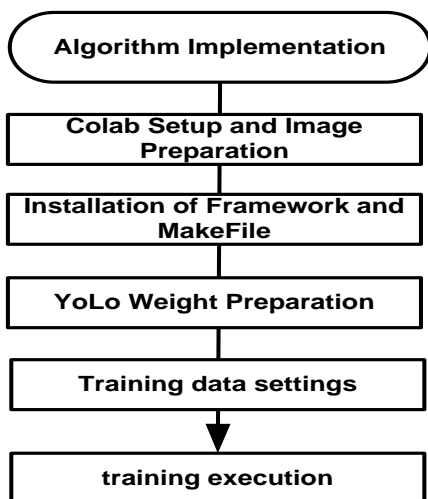 Algorithm Implementation
Colab Setup and Image
Preparation
Installation of Framework and
MakeFile
YoLo Weight Preparation
Training data settings
training execution